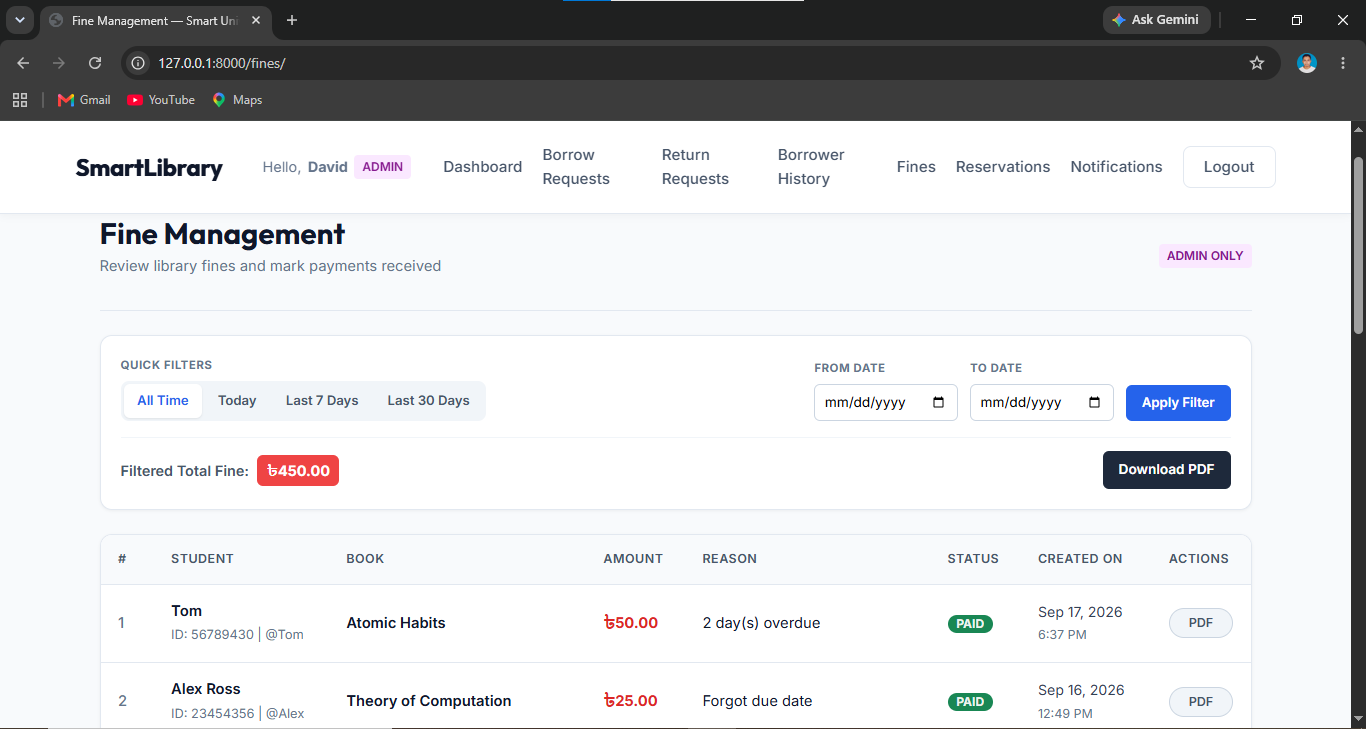 Fine Management — Smart Uni
Ask Gemini
127.0.0.1:8000/fines/
Gmail YouTube Maps
SmartLibrary
Hello, David ADMIN
Dashboard
Borrow
Requests
Return
Requests
Borrower
History
Fines
Reservations
Notifications
Logout
Fine Management
Review library fines and mark payments received
ADMIN ONLY
QUICK FILTERS
All Time Today Last 7 Days Last 30 Days
FROM DATE
mm/dd/yyyy
TO DATE
mm/dd/yyyy
Apply Filter
Filtered Total Fine: ৳450.00
Download PDF
# STUDENT BOOK AMOUNT REASON STATUS CREATED ON ACTIONS
1
Tom
ID: 56789430 | @Tom
Atomic Habits
৳50.00
2 day(s) overdue
PAID
Sep 17, 2026
6:37 PM
PDF
2
Alex Ross
ID: 23454356 | @Alex
Theory of Computation
৳25.00
Forgot due date
PAID
Sep 16, 2026
12:49 PM
PDF